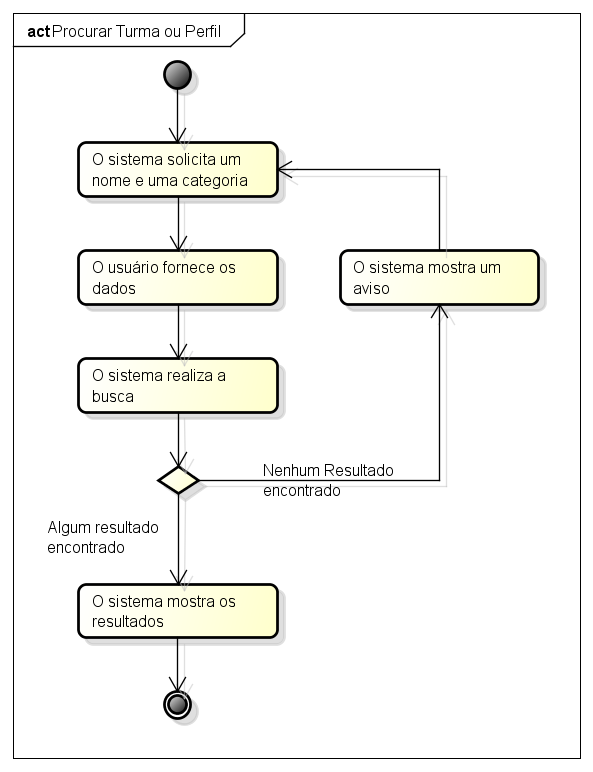 act Procurar Turma ou Perfil
O sistema solicita um
nome e uma categoria
O usuário fornece os
dados
O sistema mostra um
aviso
O sistema realiza a
busca
Nenhum Resultado
encontrado
Algum resultado
encontrado
O sistema mostra os
resultados